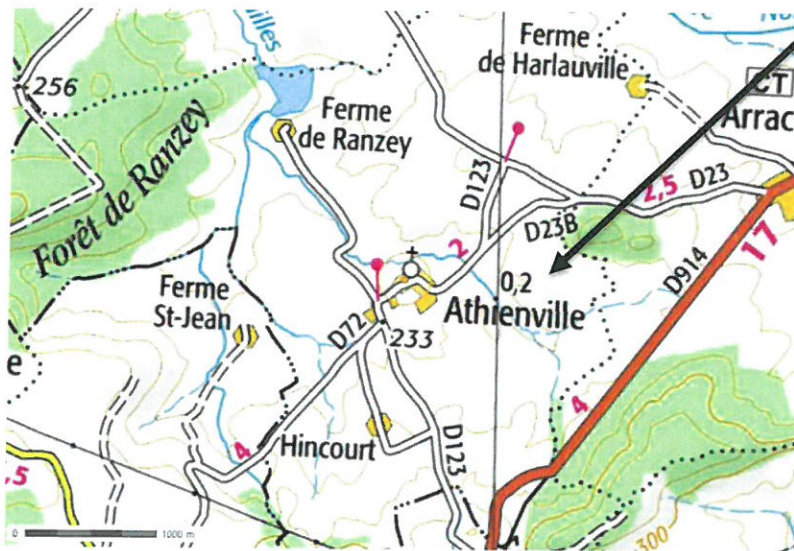 illes
256
Ferme
de Harlauville
CT
Arrac
Ferme
de Ranzey
Forêt de Ranzey
D123
2,5
D23
D23B
2
17
D914
0,2
Athienville
Ferme
St-Jean
D72
233
e
4
4
Hincourt
D123
,5
300
0
1000 m